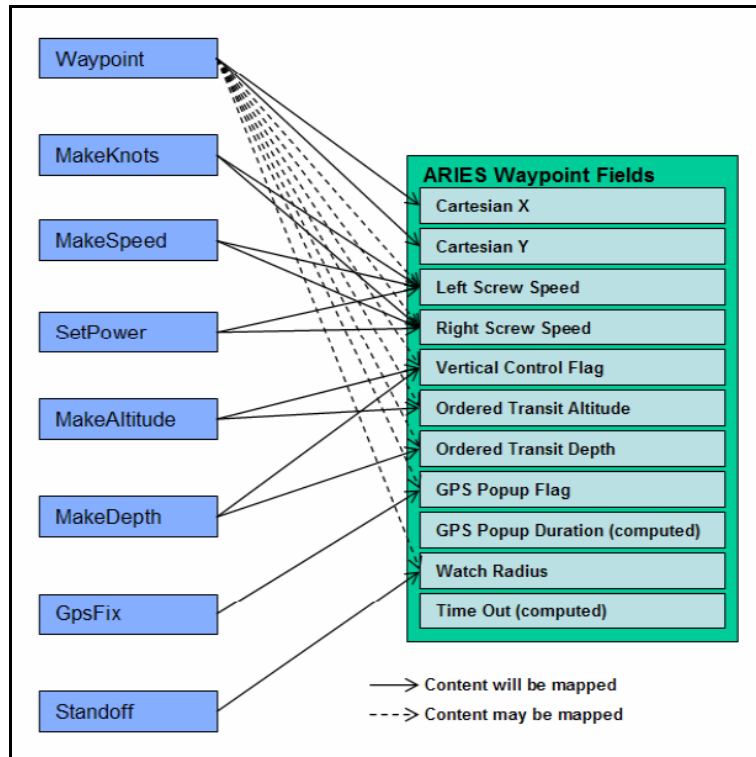 Waypoint
MakeKnots
MakeSpeed
SetPower
MakeAltitude
MakeDepth
GpsFix
Standoff
ARIES Waypoint Fields
Cartesian X
Cartesian Y
Left Screw Speed
Right Screw Speed
Vertical Control Flag
Ordered Transit Altitude
Ordered Transit Depth
GPS Popup Flag
GPS Popup Duration (computed)
Watch Radius
Time Out (computed)
Content will be mapped
Content may be mapped